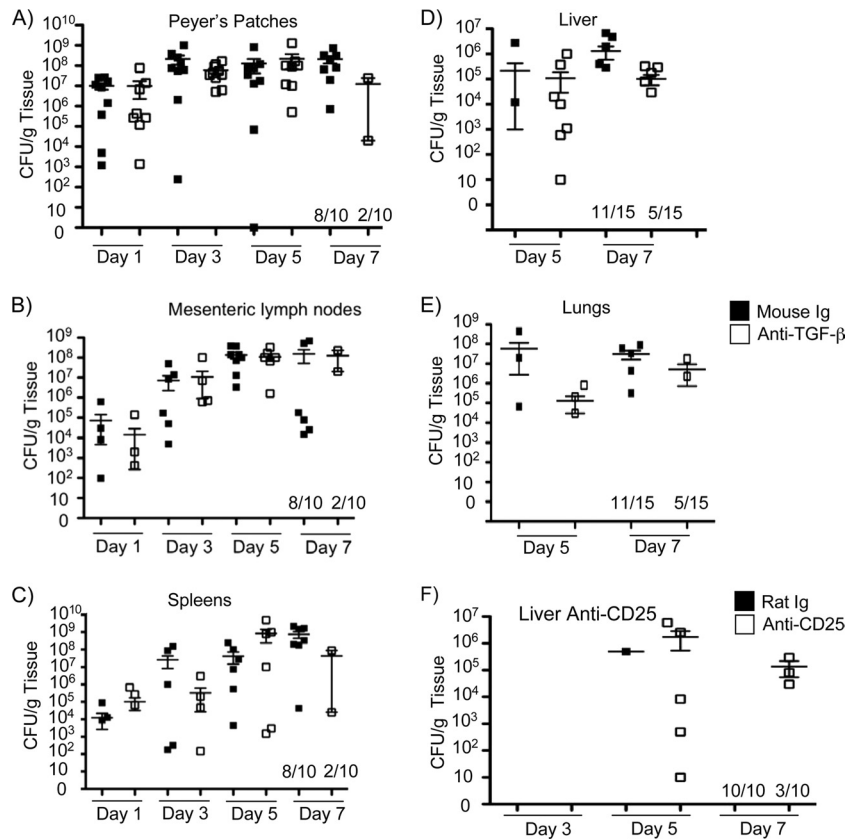 A)
Peyer's Patches
CFU/g Tissue
10^10
10^9
10^8
10^7
10^6
10^5
10^4
10^3
10^2
10
0
8/10 2/10
Day 1 Day 3 Day 5 Day 7
B)
Mesenteric lymph nodes
CFU/g Tissue
10^9
10^8
10^7
10^6
10^5
10^4
10^3
10^2
10
0
8/10 2/10
Day 1 Day 3 Day 5 Day 7
C)
Spleens
CFU/g Tissue
10^10
10^9
10^8
10^7
10^6
10^5
10^4
10^3
10^2
10
0
8/10 2/10
Day 1 Day 3 Day 5 Day 7
D)
Liver
CFU/g Tissue
10^7
10^6
10^5
10^4
10^3
10^2
10
0
11/15 5/15
Day 5 Day 7
E)
Lungs
Mouse Ig
Anti-TGF-β
CFU/g Tissue
10^9
10^8
10^7
10^6
10^5
10^4
10^3
10^2
10
0
11/15 5/15
Day 5 Day 7
F)
Liver Anti-CD25
Rat Ig
Anti-CD25
CFU/g Tissue
10^7
10^6
10^5
10^4
10^3
10^2
10
0
10/10 3/10
Day 3 Day 5 Day 7